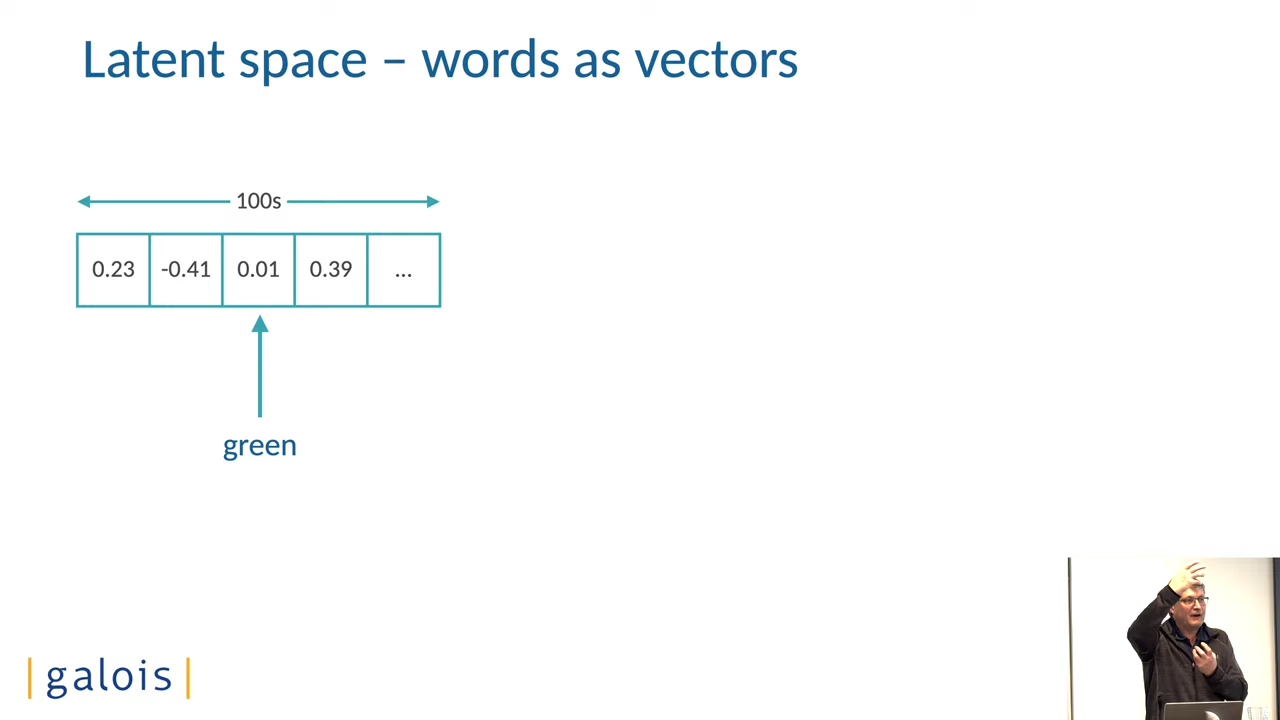 Latent space – words as vectors
100s
0.23 -0.41 0.01 0.39 ...
green
|galois|